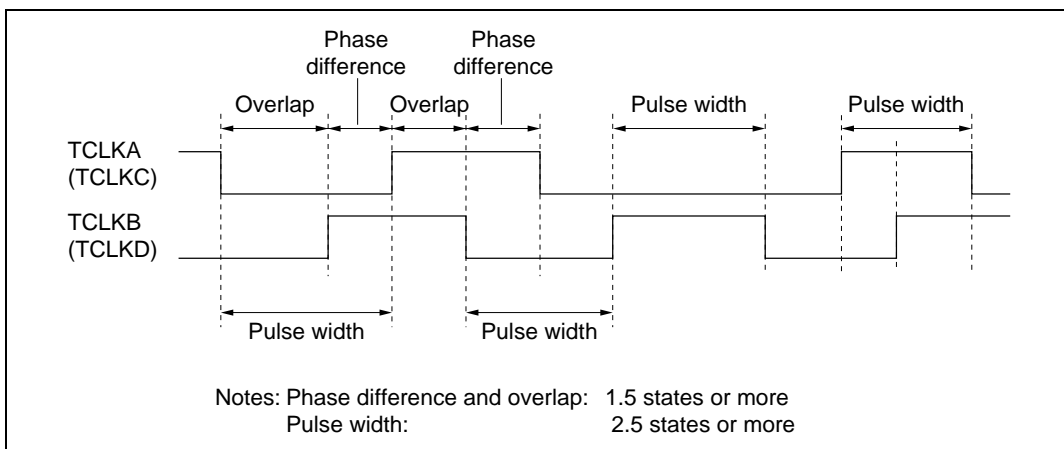 Phase difference
Phase difference
Overlap
Overlap
Pulse width
Pulse width
TCLKA
(TCLKC)
TCLKB
(TCLKD)
Pulse width
Pulse width
Notes: Phase difference and overlap: 1.5 states or more
Pulse width: 2.5 states or more